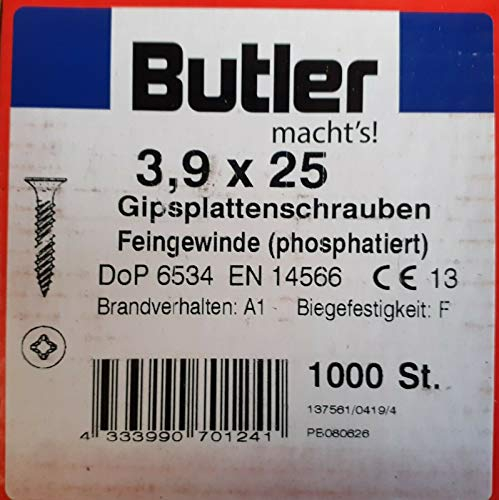 Butler
macht's!
3,9 x 25
Gipsplattenschrauben
Feingewinde (phosphatiert)
DoP 6534 EN 14566 CE 13
Brandverhalten: A1 Biegefestigkeit: F
1000 St.
137561/0419/4
PB080626
4 333990 701241